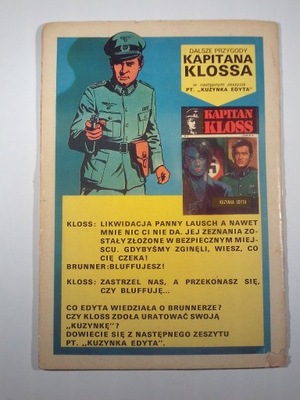 DALSZE PRZYGODY
KAPITANA
KLOSSA
w następnym zeszycie
PT. „KUZYNKA EDYTA"
KAPITAN
KLOSS
KUZYNKA EDYTA
KLOSS: LIKWIDACJA PANNY LAUSCH A NAWET
MNIE NIC CI NIE DA. JEJ ZEZNANIA ZO-
STAŁY ZŁOŻONE W BEZPIECZNYM MIEJ-
SCU. GDYBYŚMY ZGINĘLI, WIESZ, CO
CIĘ CZEKA!
BRUNNER: BLUFFUJESZ!
KLOSS: ZASTRZEL NAS, A PRZEKONASZ SIĘ,
CZY BLUFFUJĘ...
CO EDYTA WIEDZIAŁA O BRUNNERZE?
CZY KLOSS ZDOŁA URATOWAĆ SWOJĄ
„KUZYNKĘ"?
DOWIECIE SIĘ Z NASTĘPNEGO ZESZYTU
PT. „KUZYNKA EDYTA".